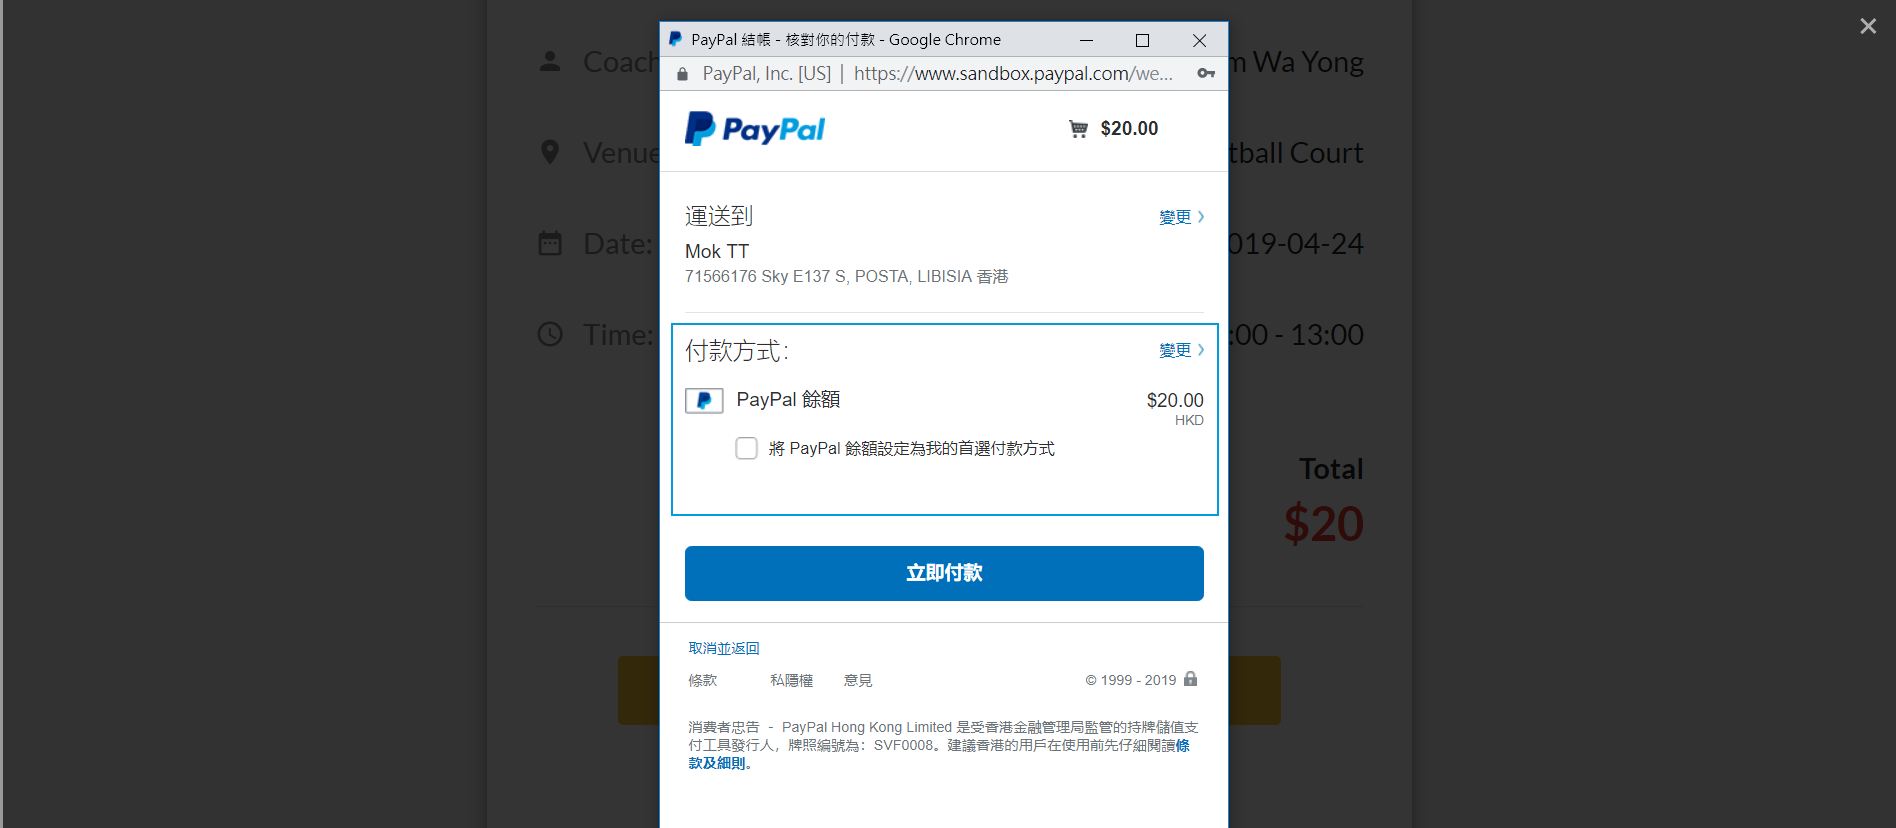 PayPal 結帳 - 核對你的付款 - Google Chrome
PayPal, Inc. [US] | https://www.sandbox.paypal.com/we...
PayPal
$20.00
運送到
變更
Mok TT
71566176 Sky E137 S, POSTA, LIBISIA 香港
付款方式:
變更
PayPal 餘額
$20.00
HKD
將 PayPal 餘額設定為我的首選付款方式
立即付款
取消並返回
條款 私隱權 意見
© 1999 - 2019
消費者忠告 - PayPal Hong Kong Limited 是受香港金融管理局監管的持牌儲值支
付工具發行人，牌照編號為：SVF0008。建議香港的用戶在使用前先仔細閱讀條
款及細則。
Coach
m Wa Yong
Venue
tball Court
Date:
019-04-24
Time:
:00 - 13:00
Total
$20